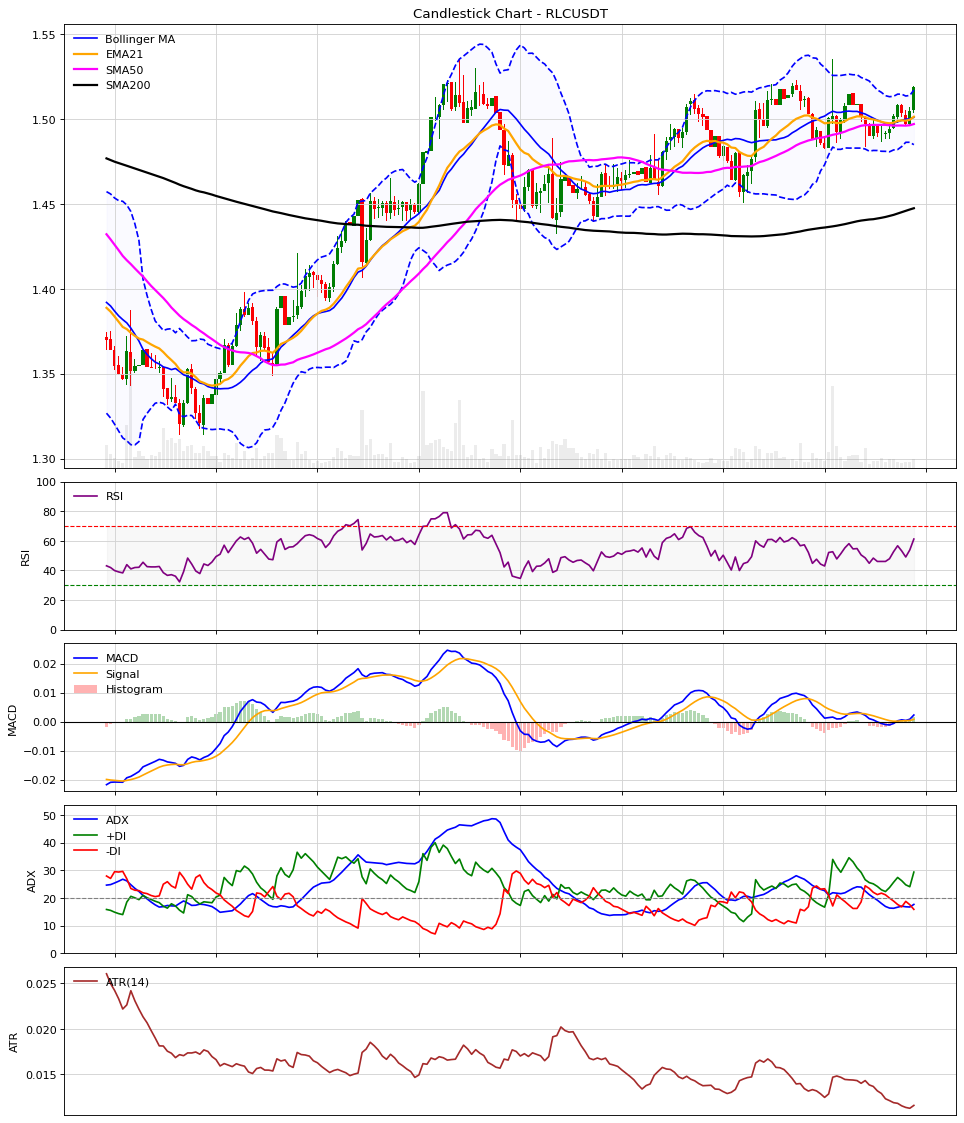 Candlestick Chart - RLCUSDT
1.55
1.50
1.45
1.40
1.35
1.30
Bollinger MA
EMA21
SMA50
SMA200
100
80
60
40
20
0
RSI
RSI
0.02
0.01
0.00
−0.01
−0.02
MACD
MACD
Signal
Histogram
50
40
30
20
10
0
ADX
ADX
+DI
-DI
0.025
0.020
0.015
ATR
ATR(14)